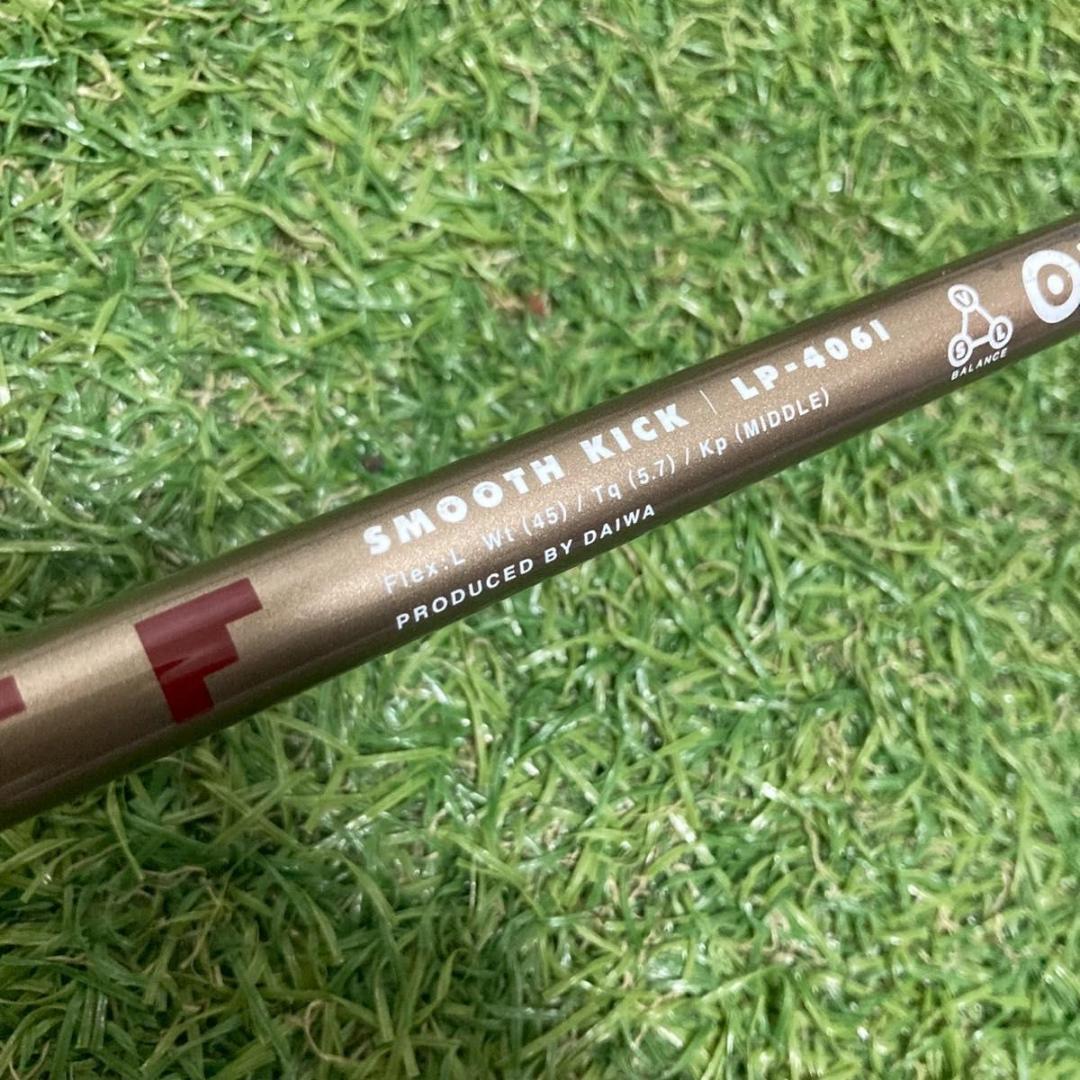 SMOOTH KICK | LP-406I
Flex:L Wt (45) / Tq (5.7) / Kp (MIDDLE)
PRODUCED BY DAIWA
V
S L
BALANCE